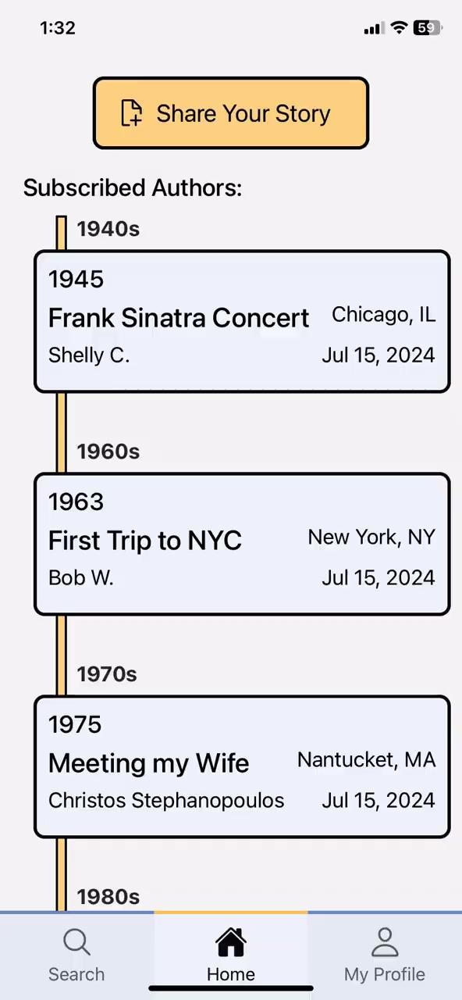 1:32
59
Share Your Story
Subscribed Authors:
1940s
1945
Frank Sinatra Concert Chicago, IL
Shelly C. Jul 15, 2024
1960s
1963
First Trip to NYC New York, NY
Bob W. Jul 15, 2024
1970s
1975
Meeting my Wife Nantucket, MA
Christos Stephanopoulos Jul 15, 2024
1980s
Search Home My Profile